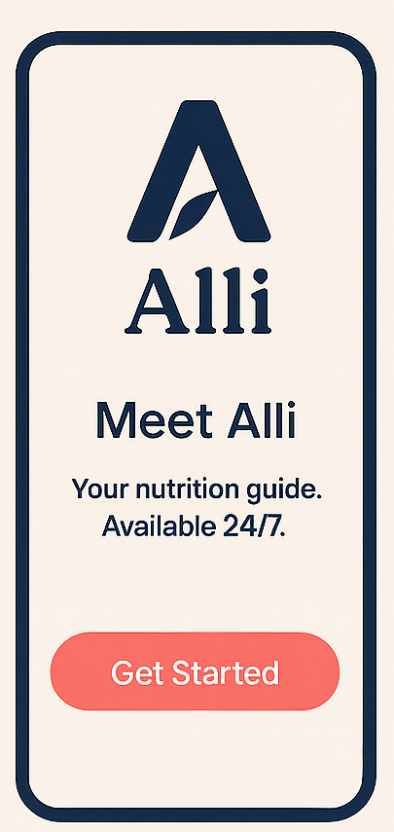 Alli
Meet Alli
Your nutrition guide.
Available 24/7.
Get Started